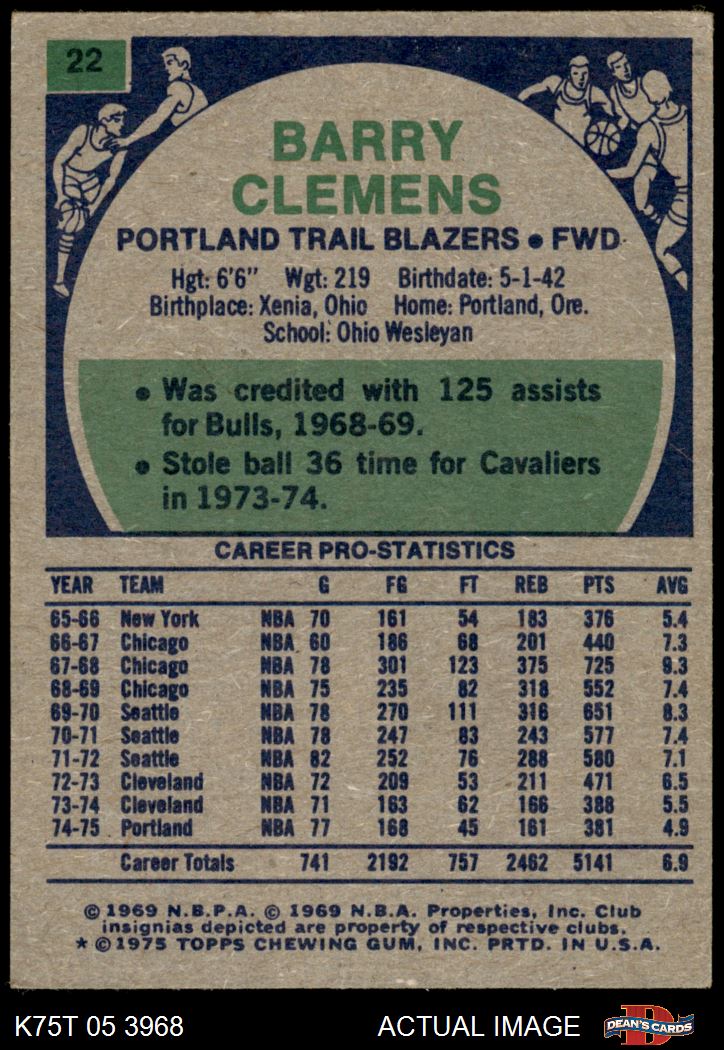 22
BARRY
CLEMENS
PORTLAND TRAIL BLAZERS • FWD
Hgt: 6'6" Wgt: 219 Birthdate: 5-1-42
Birthplace: Xenia, Ohio Home: Portland, Ore.
School: Ohio Wesleyan
• Was credited with 125 assists
for Bulls, 1968-69.
• Stole ball 36 time for Cavaliers
in 1973-74.
CAREER PRO-STATISTICS
YEAR TEAM G FG FT REB PTS AVG
65-66 New York NBA 70 161 54 183 376 5.4
66-67 Chicago NBA 60 186 68 201 440 7.3
67-68 Chicago NBA 78 301 123 375 725 9.3
68-69 Chicago NBA 75 235 82 318 552 7.4
69-70 Seattle NBA 78 270 111 316 651 8.3
70-71 Seattle NBA 78 247 83 243 577 7.4
71-72 Seattle NBA 82 252 76 288 580 7.1
72-73 Cleveland NBA 72 209 53 211 471 6.5
73-74 Cleveland NBA 71 163 62 166 388 5.5
74-75 Portland NBA 77 168 45 161 381 4.9
Career Totals 741 2192 757 2462 5141 6.9
© 1969 N.B.P.A. © 1969 N.B.A. Properties, Inc. Club
insignias depicted are property of respective clubs.
* © 1975 TOPPS CHEWING GUM, INC. PRTD. IN U.S.A.
K75T 05 3968 ACTUAL IMAGE DEAN'S CARDS